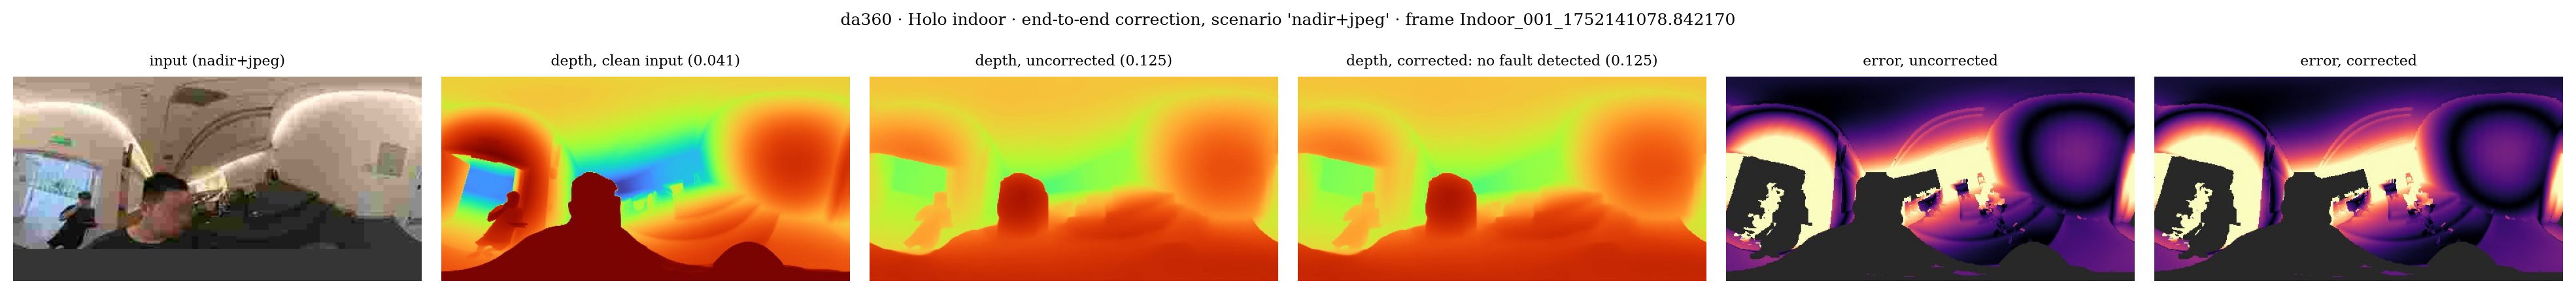 da360 · Holo indoor · end-to-end correction, scenario 'nadir+jpeg' · frame Indoor_001_1752141078.842170
input (nadir+jpeg)
depth, clean input (0.041)
depth, uncorrected (0.125)
depth, corrected: no fault detected (0.125)
error, uncorrected
error, corrected